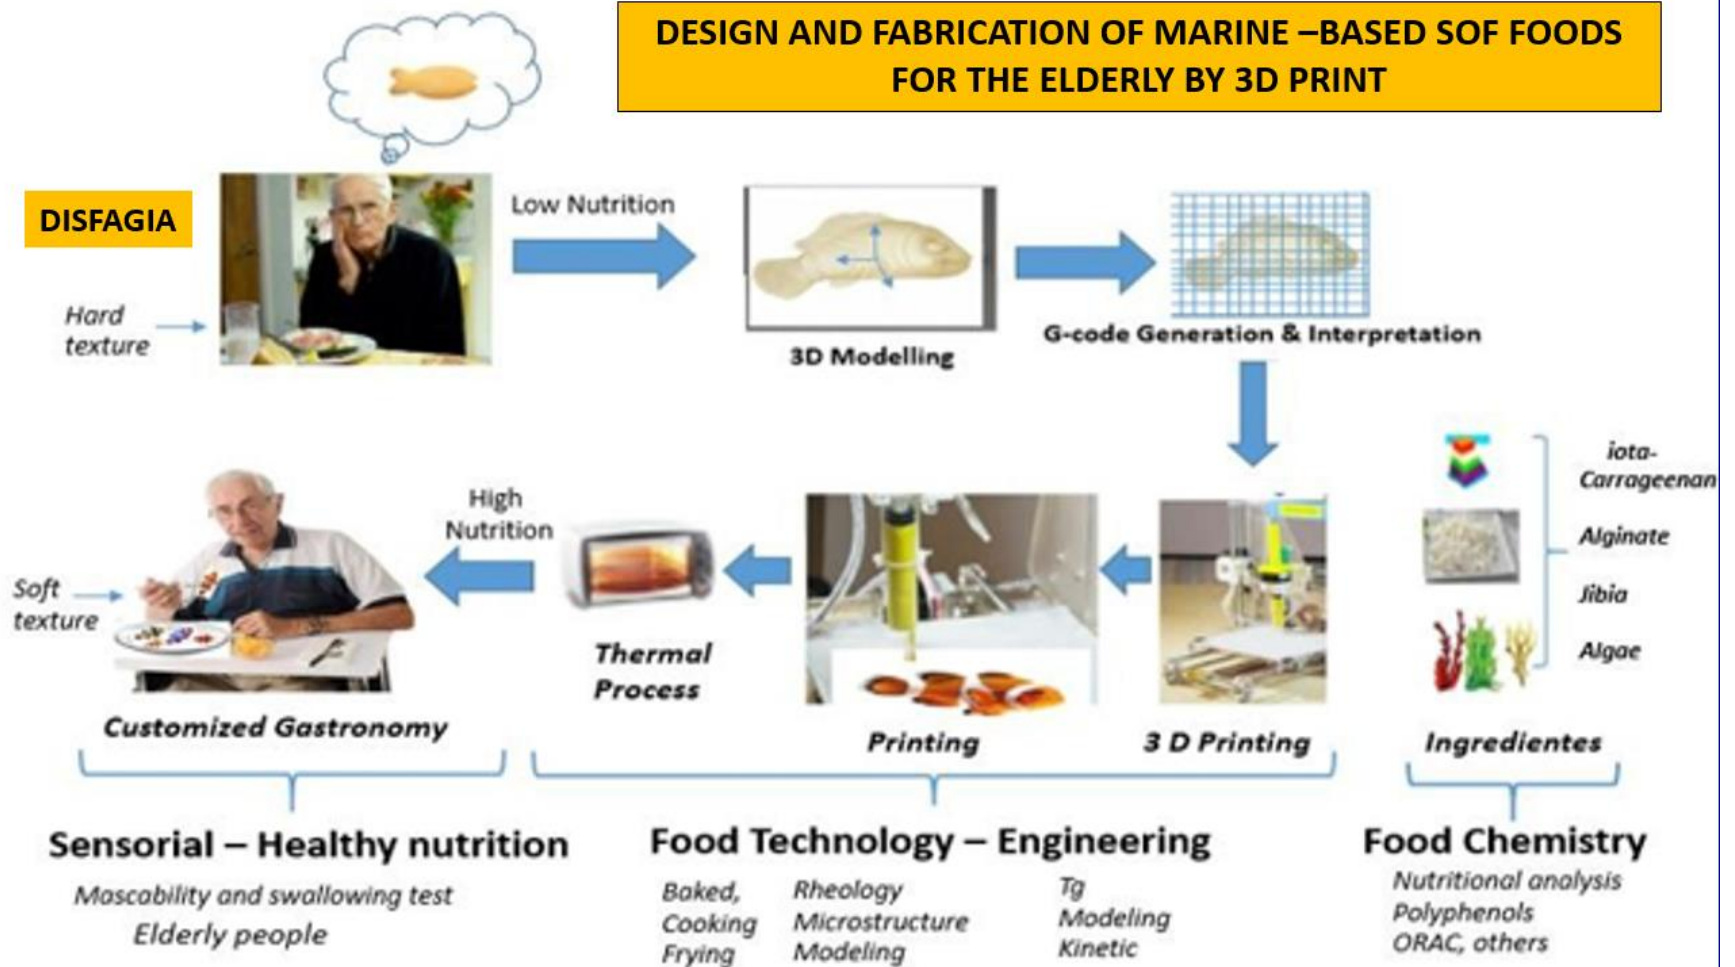 DESIGN AND FABRICATION OF MARINE –BASED SOF FOODS
FOR THE ELDERLY BY 3D PRINT
DISFAGIA
Low Nutrition
Hard
texture
3D Modelling
G-code Generation & Interpretation
iota-
Carrageenan
Alginate
Jibia
Algae
High
Nutrition
Soft
texture
Thermal
Process
Customized Gastronomy
Printing
3 D Printing
Ingredientes
Sensorial – Healthy nutrition
Mascability and swallowing test
Elderly people
Food Technology – Engineering
Baked,
Cooking
Frying
Rheology
Microstructure
Modeling
Tg
Modeling
Kinetic
Food Chemistry
Nutritional analysis
Polyphenols
ORAC, others